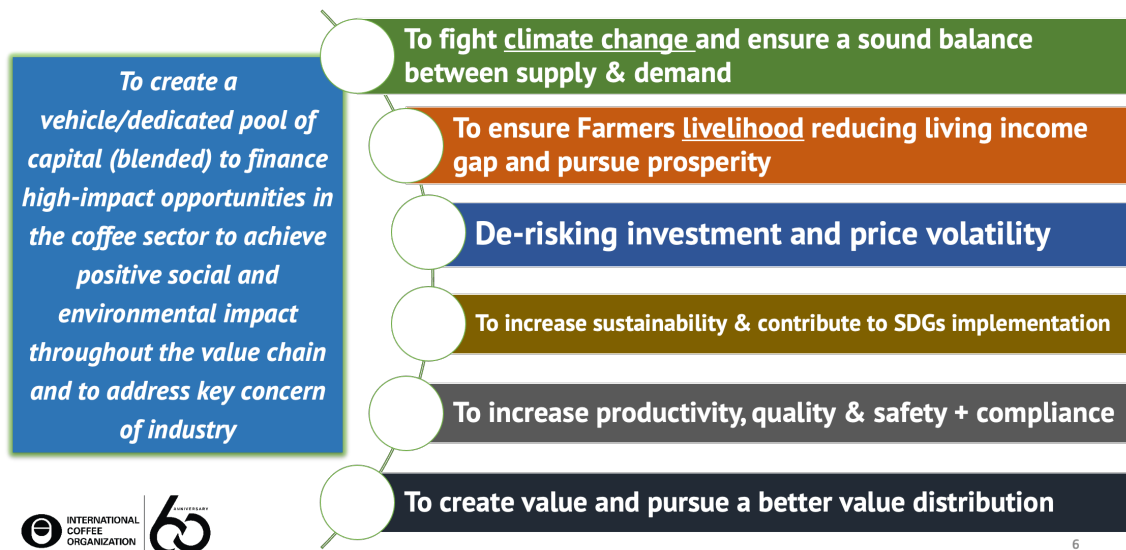 To create a
vehicle/dedicated pool of
capital (blended) to finance
high-impact opportunities in
the coffee sector to achieve
positive social and
environmental impact
throughout the value chain
and to address key concern
of industry
To fight climate change and ensure a sound balance
between supply & demand
To ensure Farmers livelihood reducing living income
gap and pursue prosperity
De-risking investment and price volatility
To increase sustainability & contribute to SDGs implementation
To increase productivity, quality & safety + compliance
To create value and pursue a better value distribution
INTERNATIONAL
COFFEE
ORGANIZATION
ANNIVERSARY
60
6